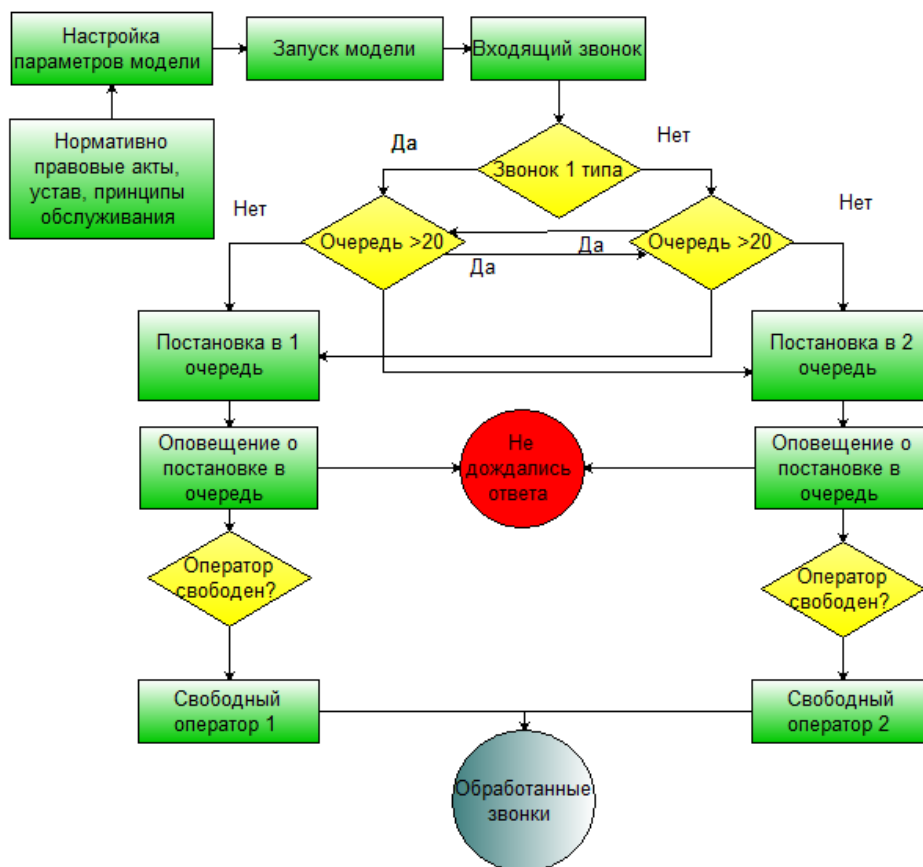 Настройка
параметров модели
Запуск модели
Входящий звонок
Нормативно
правовые акты,
устав, принципы
обслуживания
Да
Нет
Звонок 1 типа
Нет
Нет
Очередь >20
Очередь >20
Да
Да
Постановка в 1
очередь
Постановка в 2
очередь
Оповещение о
постановке в
очередь
Не
дождались
ответа
Оповещение о
постановке в
очередь
Оператор
свободен?
Оператор
свободен?
Свободный
оператор 1
Свободный
оператор 2
Обработанные
звонки